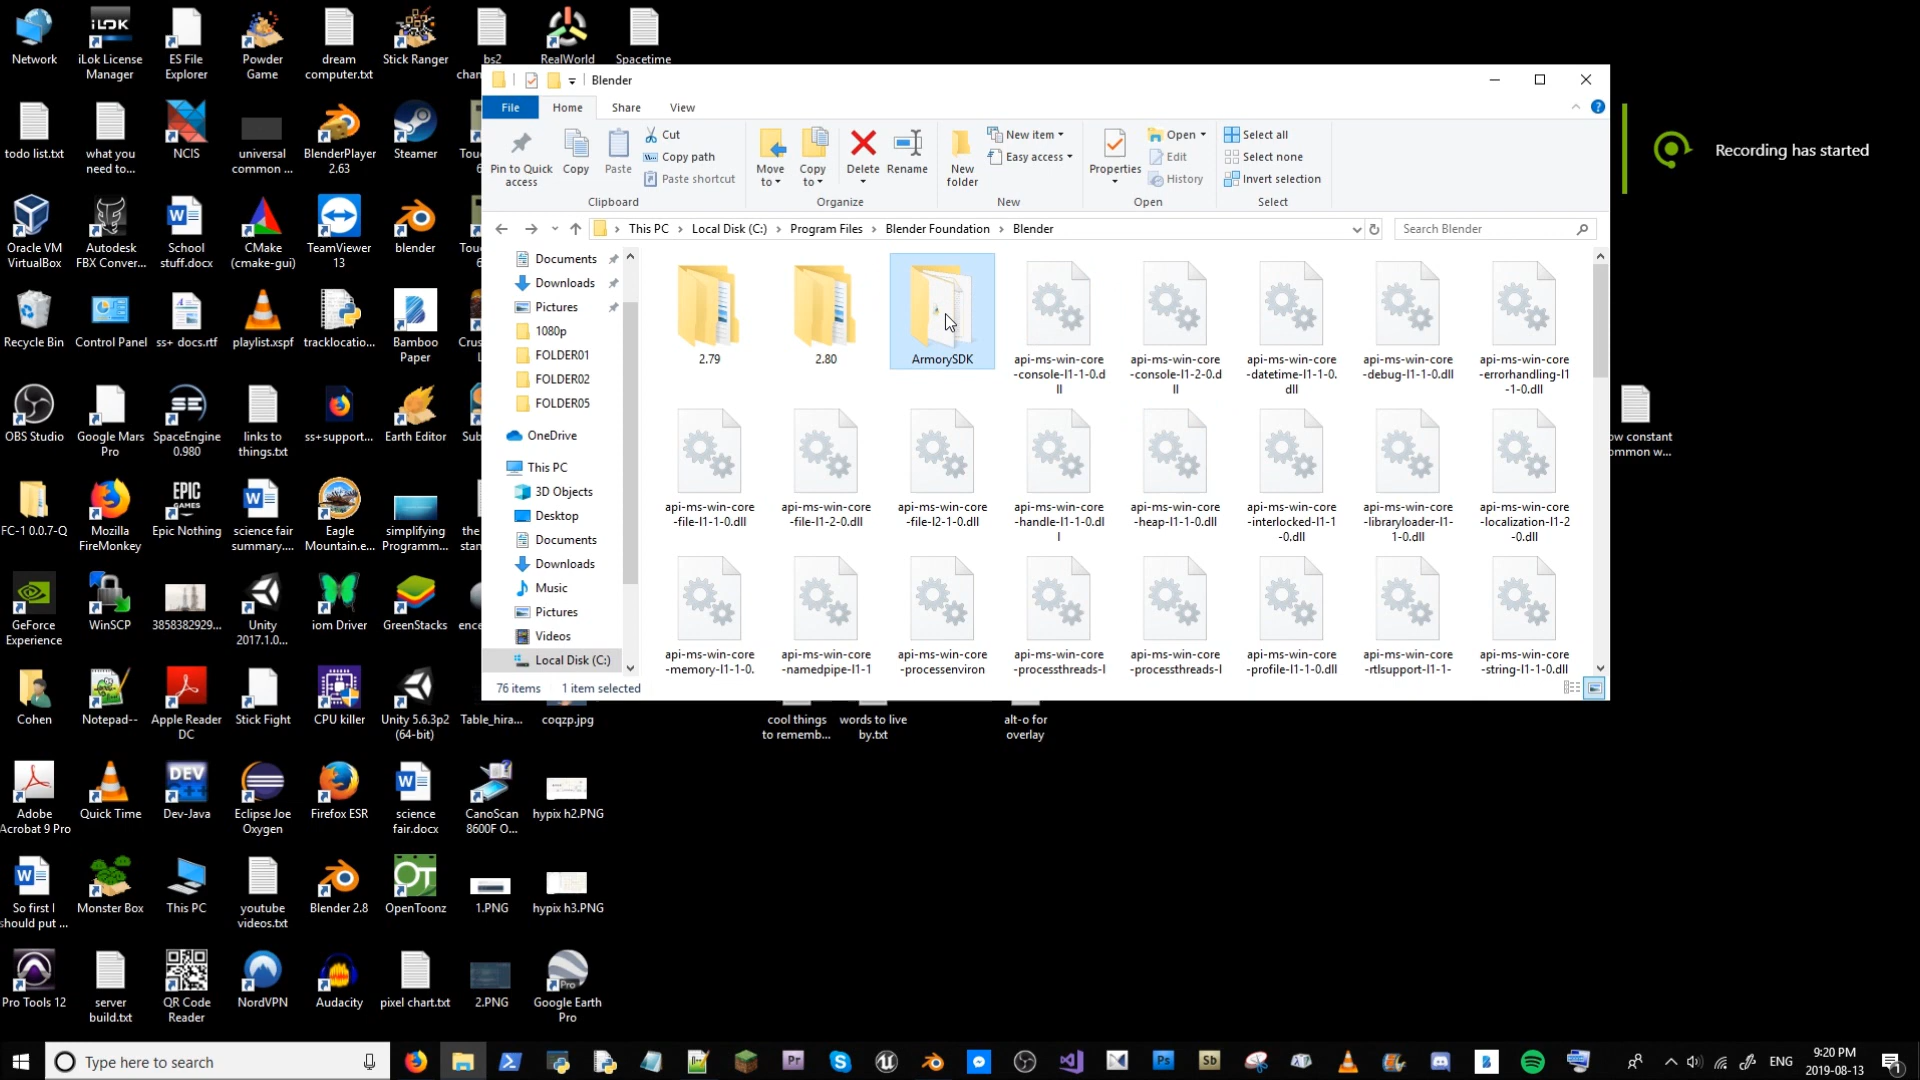 Network
iLok License
Manager
ES File
Explorer
Powder
Game
dream
computer.txt
Stick Ranger
bs2
RealWorld
Spacetime
todo list.txt
what you
need to...
NCIS
universal
common ...
BlenderPlayer
2.63
Steamer
Oracle VM
VirtualBox
Autodesk
FBX Conver...
School
stuff.docx
CMake
(cmake-gui)
TeamViewer
13
blender
Recycle Bin
Control Panel
ss+ docs.rtf
playlist.xspf
tracklocatio...
Bamboo
Paper
OBS Studio
Google Mars
Pro
SpaceEngine
0.980
links to
things.txt
ss+support...
Earth Editor
FC-1 0.0.7-Q
Mozilla
FireMonkey
EPIC
GAMES
Epic Nothing
science fair
summary....
Eagle
Mountain.e...
simplifying
Programm...
GeForce
Experience
WinSCP
3858382929...
Unity
2017.1.0...
iom Driver
GreenStacks
Cohen
Notepad--
Apple Reader
DC
Stick Fight
CPU killer
Unity 5.6.3p2
(64-bit)
Table_hira...
coqzp.jpg
cool things
to rememb...
words to live
by.txt
alt-o for
overlay
Adobe
Acrobat 9 Pro
Quick Time
DEV
Dev-Java
Eclipse Joe
Oxygen
Firefox ESR
science
fair.docx
CanoScan
8600F O...
hypix h2.PNG
So first I
should put ...
Monster Box
This PC
youtube
videos.txt
Blender 2.8
OpenToonz
1.PNG
hypix h3.PNG
Pro Tools 12
server
build.txt
QR Code
Reader
NordVPN
Audacity
pixel chart.txt
2.PNG
Google Earth
Pro
Blender
File
Home
Share
View
Pin to Quick
access
Copy
Paste
Cut
Copy path
Paste shortcut
Clipboard
Move
to
Copy
to
Delete
Rename
Organize
New
folder
New item
Easy access
New
Properties
Open
Edit
History
Open
Select all
Select none
Invert selection
Select
This PC > Local Disk (C:) > Program Files > Blender Foundation > Blender
Search Blender
Documents
Downloads
Pictures
1080p
FOLDER01
FOLDER02
FOLDER05
OneDrive
This PC
3D Objects
Desktop
Documents
Downloads
Music
Pictures
Videos
Local Disk (C:)
2.79
2.80
ArmorySDK
api-ms-win-core
-console-l1-1-0.d
ll
api-ms-win-core
-console-l1-2-0.d
ll
api-ms-win-core
-datetime-l1-1-0.
dll
api-ms-win-core
-debug-l1-1-0.dll
api-ms-win-core
-errorhandling-l1
-1-0.dll
api-ms-win-core
-file-l1-1-0.dll
api-ms-win-core
-file-l1-2-0.dll
api-ms-win-core
-file-l2-1-0.dll
api-ms-win-core
-handle-l1-1-0.dl
l
api-ms-win-core
-heap-l1-1-0.dll
api-ms-win-core
-interlocked-l1-1
-0.dll
api-ms-win-core
-libraryloader-l1-
1-0.dll
api-ms-win-core
-localization-l1-2
-0.dll
api-ms-win-core
-memory-l1-1-0.
api-ms-win-core
-namedpipe-l1-1
api-ms-win-core
-processenviron
api-ms-win-core
-processthreads-l
api-ms-win-core
-processthreads-l
api-ms-win-core
-profile-l1-1-0.dll
api-ms-win-core
-rtlsupport-l1-1-
api-ms-win-core
-string-l1-1-0.dll
76 items
1 item selected
Recording has started
ow constant
ommon w...
Type here to search
ENG
9:20 PM
2019-08-13